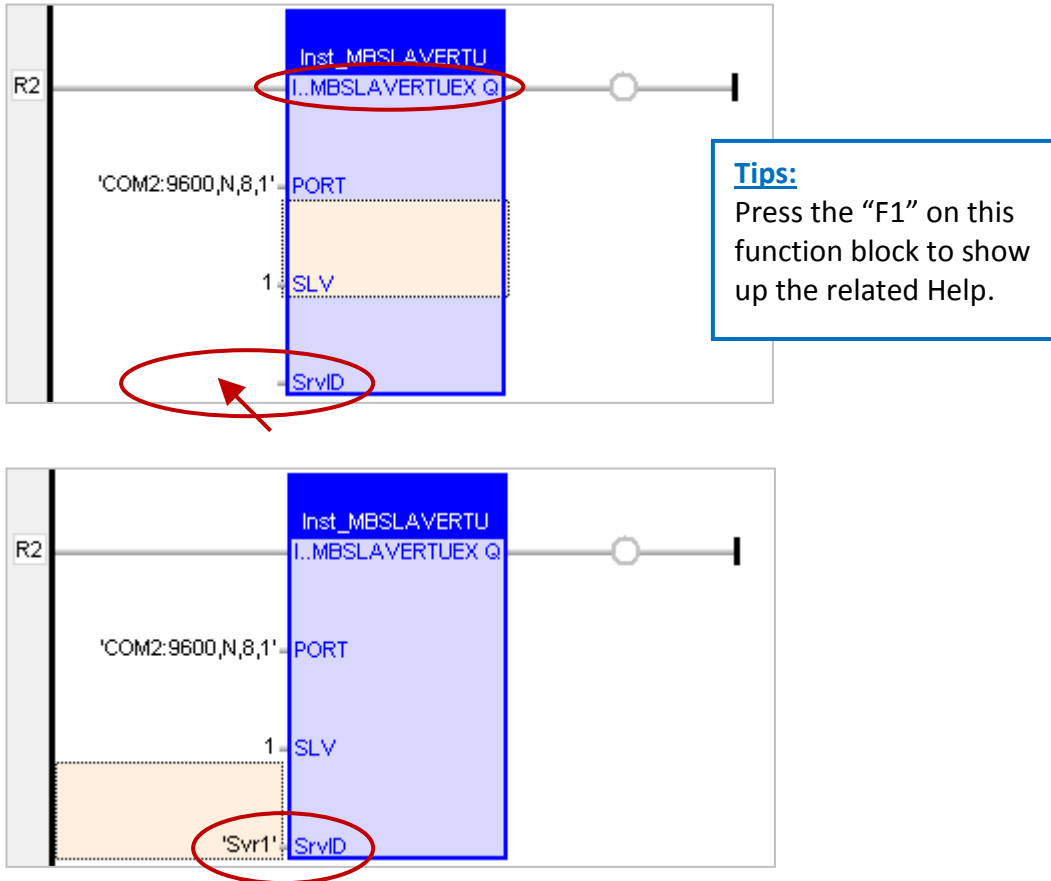 Inst_MBSLAVERTU
R2
I..MBSLAVERTUEX Q
'COM2:9600,N,8,1'
PORT
1
SLV
SrvID
Tips:
Press the “F1” on this
function block to show
up the related Help.
Inst_MBSLAVERTU
R2
I..MBSLAVERTUEX Q
'COM2:9600,N,8,1'
PORT
1
SLV
'Svr1'
SrvID